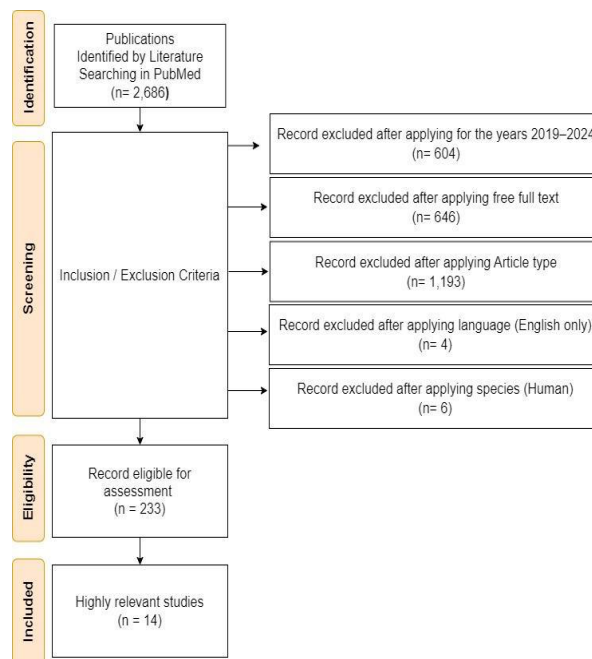 Identification
Publications
Identified by Literature
Searching in PubMed
(n= 2,686)
Screening
Inclusion / Exclusion Criteria
Record excluded after applying for the years 2019–2024
(n= 604)
Record excluded after applying free full text
(n= 646)
Record excluded after applying Article type
(n= 1,193)
Record excluded after applying language (English only)
(n= 4)
Record excluded after applying species (Human)
(n= 6)
Eligibility
Record eligible for
assessment
(n = 233)
Included
Highly relevant studies
(n = 14)